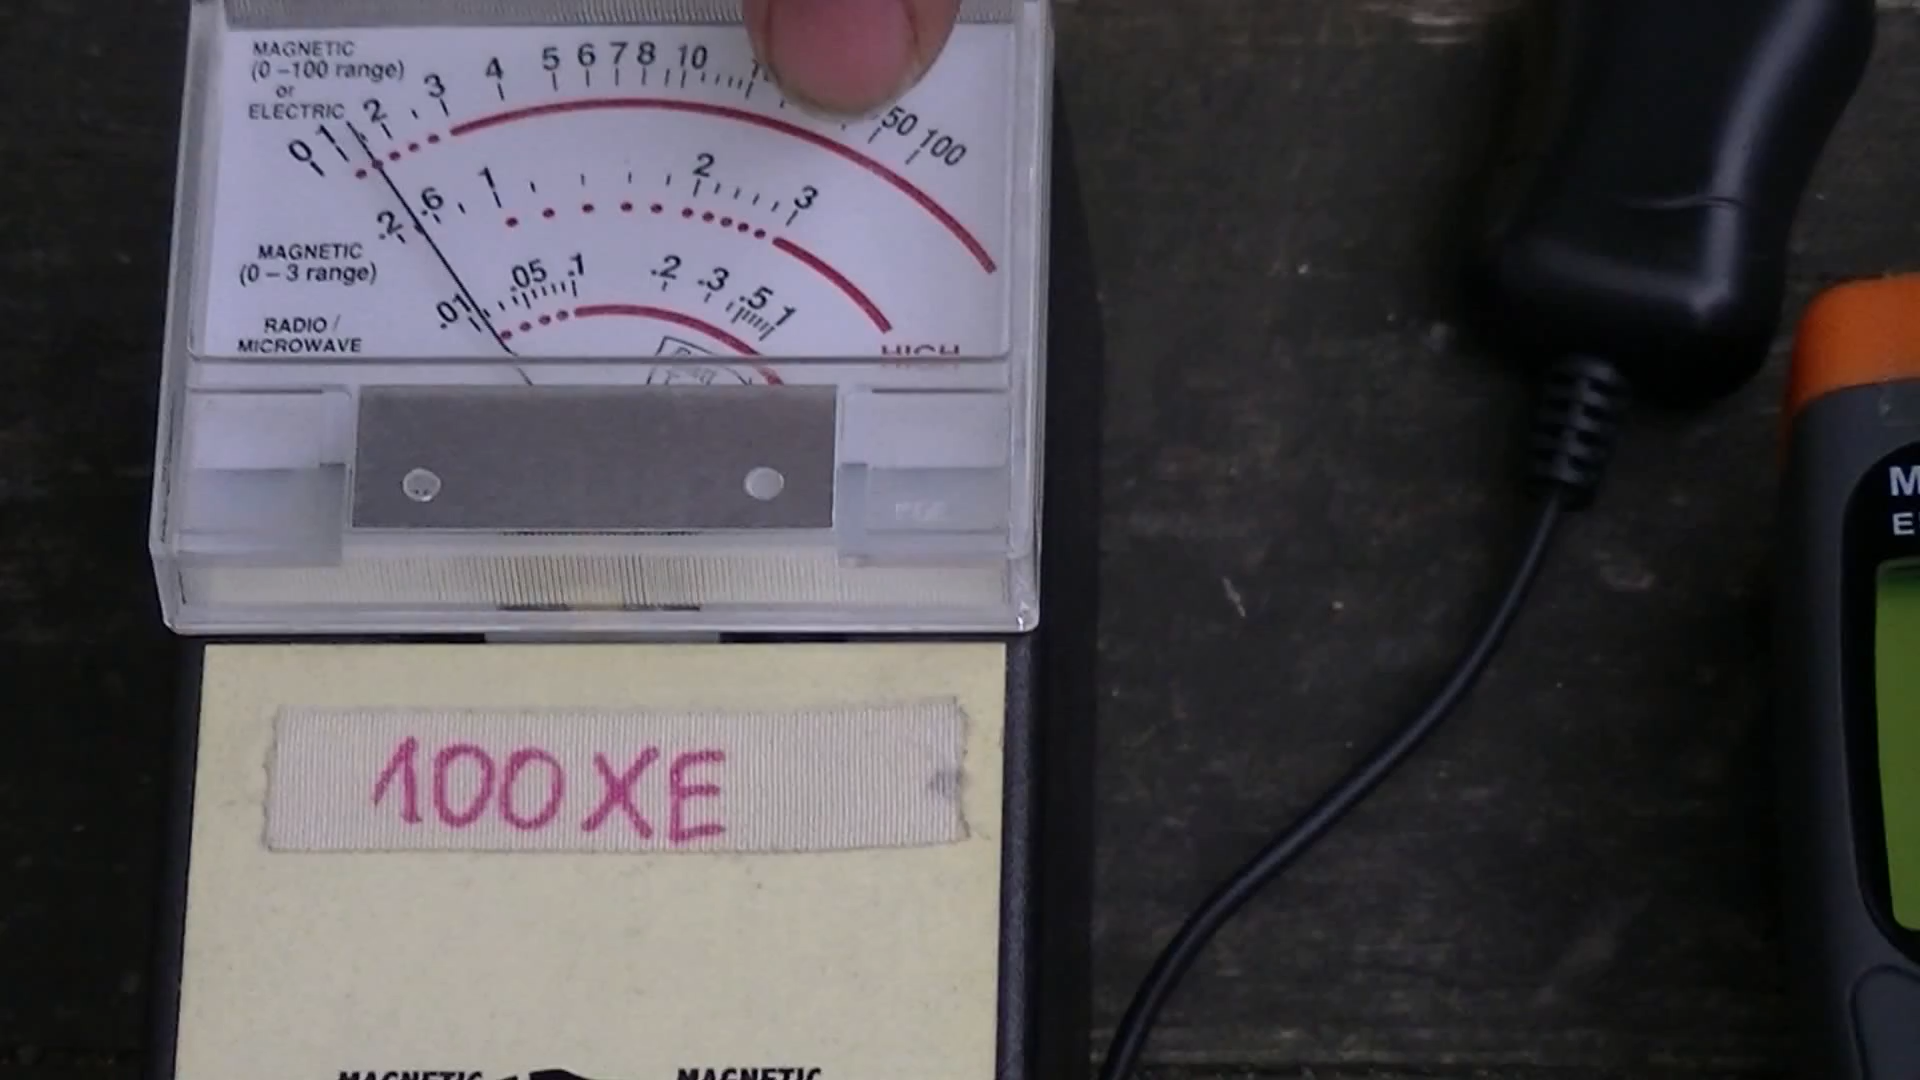 MAGNETIC
(0 – 100 range)
or
ELECTRIC
0 1 2 3 4 5 6 7 8 10 50 100
.2 .6 1 2 3
MAGNETIC
(0 – 3 range)
.01 .05 .1 .2 .3 .5 1
RADIO /
MICROWAVE
HIGH
100XE
MAGNETIC MAGNETIC